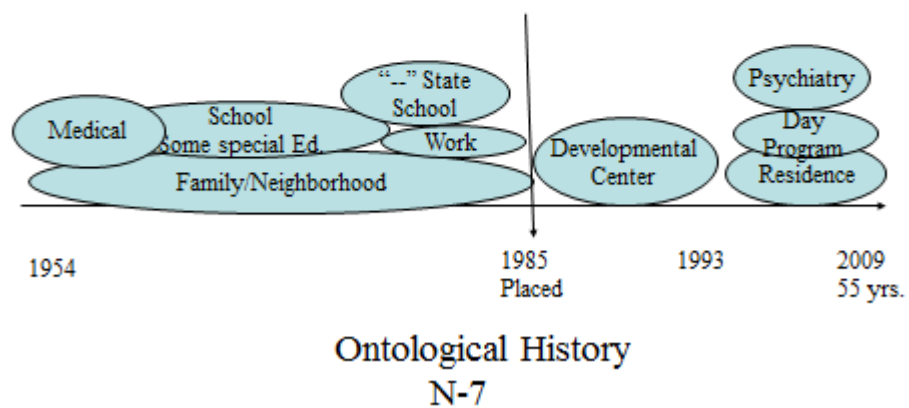 Medical
School
Some special Ed.
“--” State
School
Work
Family/Neighborhood
Developmental
Center
Psychiatry
Day
Program
Residence
1954
1985
Placed
1993
2009
55 yrs.
Ontological History
N-7